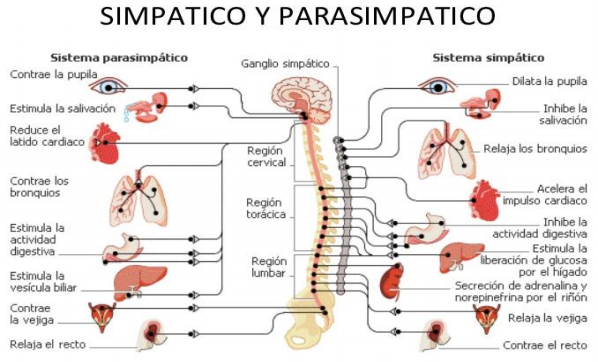 SIMPATICO Y PARASIMPATICO
Sistema parasimpático
Contrae la pupila
Estimula la salivación
Reduce el
latido cardiaco
Contrae los
bronquios
Estimula la
actividad
digestiva
Estimula la
vesícula biliar
Contrae
la vejiga
Relaja el recto
Ganglio simpático
Región
cervical
Región
torácica
Región
lumbar
Sistema simpático
Dilata la pupila
Inhibe la
salivación
Relaja los bronquios
Acelera el
impulso cardiaco
Inhibe la
actividad digestiva
Estimula la
liberación de glucosa
por el hígado
Secreción de adrenalina y
norepinefrina por el riñón
Relaja la vejiga
Contrae el recto